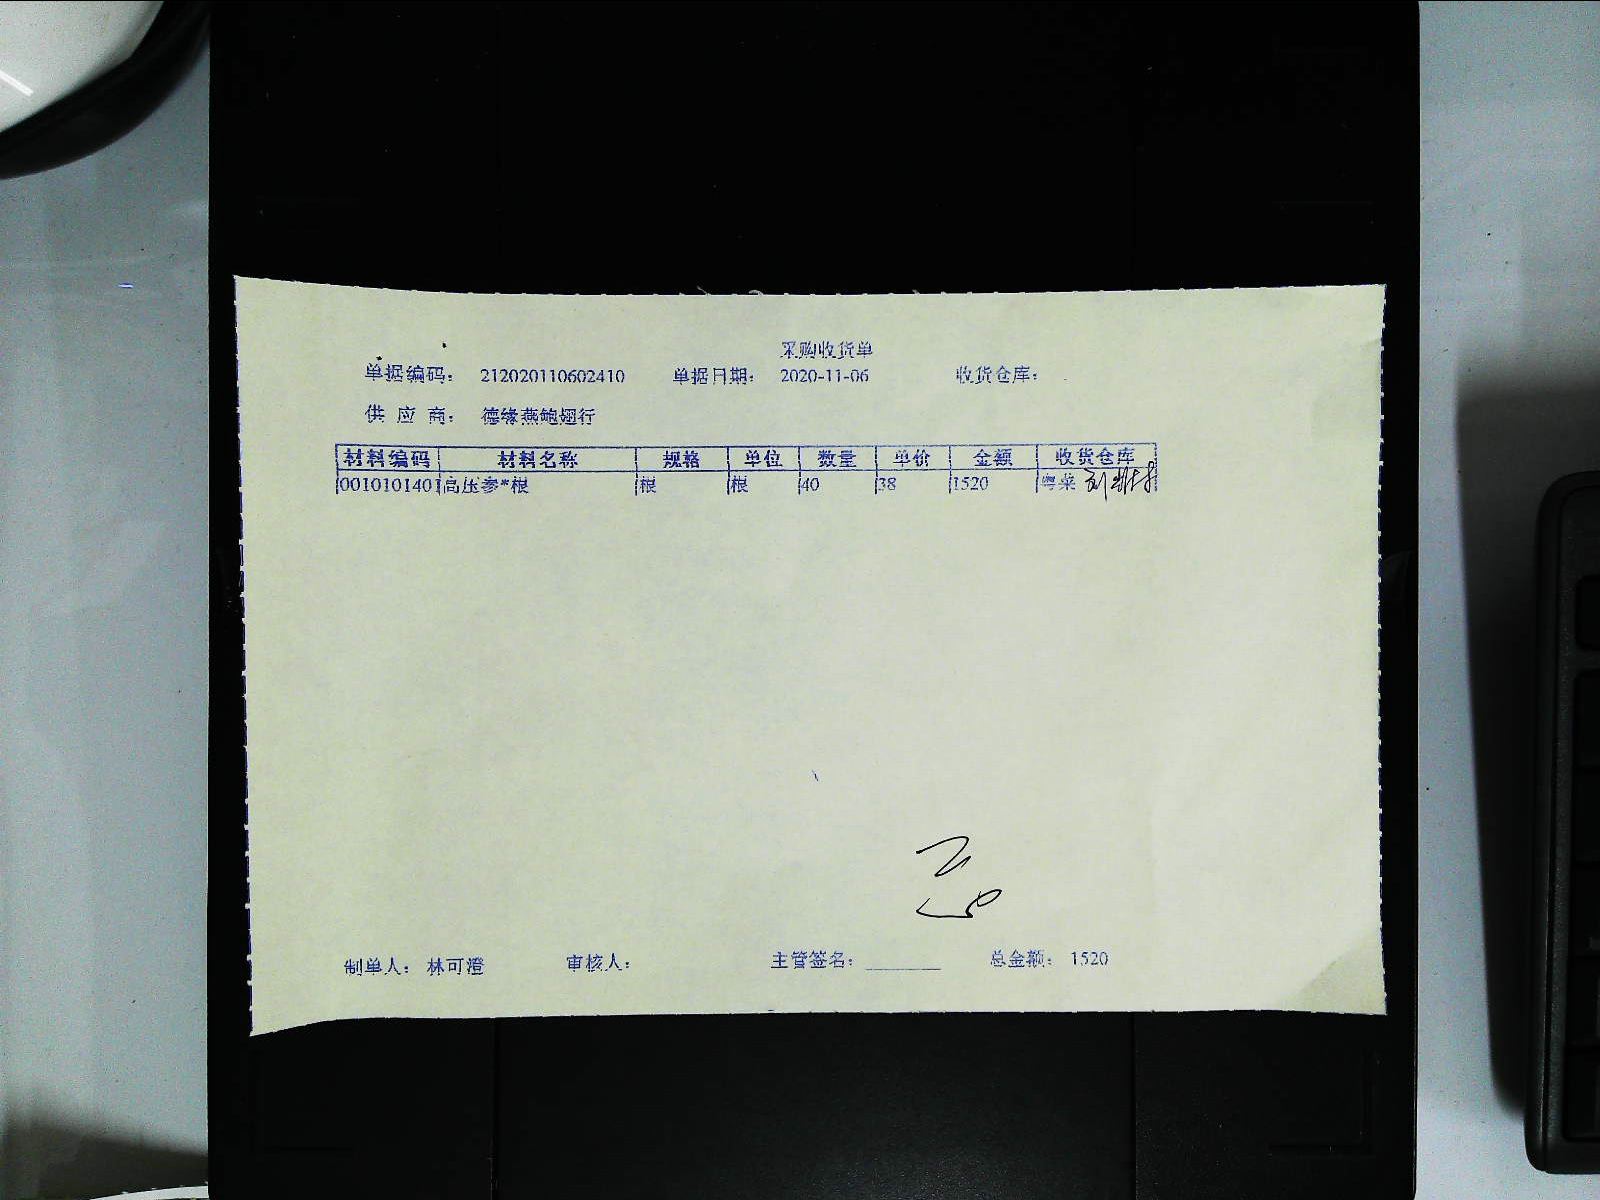 采购收货单
单据编码： 212020110602410 单据日期： 2020-11-06 收货仓库：
供 应 商： 德缘燕鲍翅行
材料编码 材料名称 规格 单位 数量 单价 金额 收货仓库
0010101401 高压参*根 根 根 40 38 1520 粤菜
制单人： 林可澄 审核人： 主管签名： 总金额： 1520